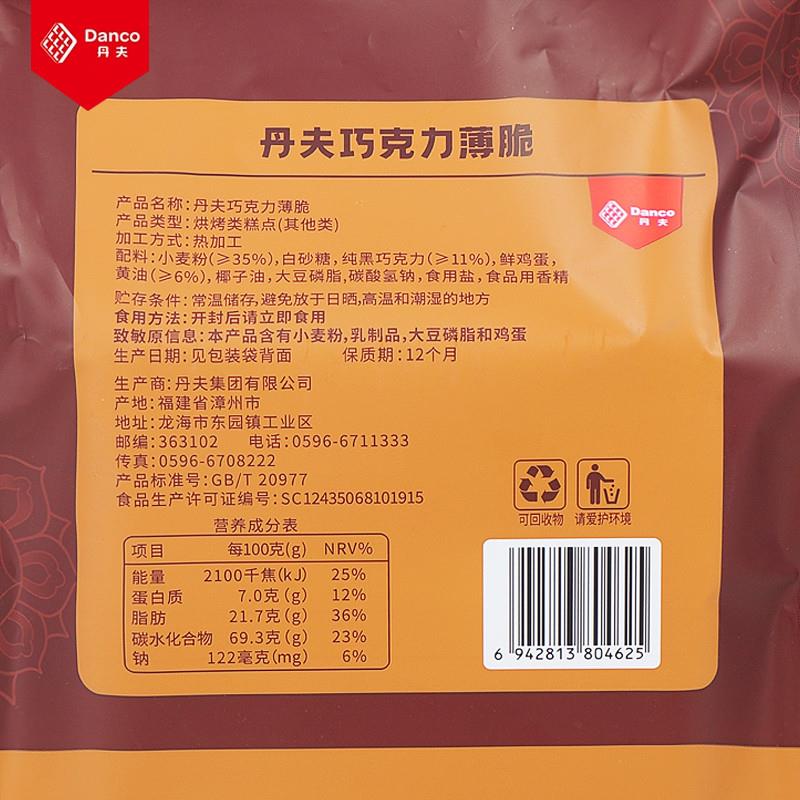 Danco
丹夫
丹夫巧克力薄脆
Danco
丹夫
产品名称:丹夫巧克力薄脆
产品类型:烘烤类糕点(其他类)
加工方式:热加工
配料:小麦粉(≥35%),白砂糖,纯黑巧克力(≥11%),鲜鸡蛋,
黄油(≥6%),椰子油,大豆磷脂,碳酸氢钠,食用盐,食品用香精
贮存条件:常温储存,避免放于日晒,高温和潮湿的地方
食用方法:开封后请立即食用
致敏原信息:本产品含有小麦粉,乳制品,大豆磷脂和鸡蛋
生产日期:见包装袋背面 保质期:12个月
生产商:丹夫集团有限公司
产地:福建省漳州市
地址:龙海市东园镇工业区
邮编:363102 电话:0596-6711333
传真:0596-6708222
产品标准号:GB/T 20977
食品生产许可证编号:SC12435068101915
可回收物 请爱护环境
营养成分表
项目 每100克(g) NRV%
能量 2100千焦(kJ) 25%
蛋白质 7.0克(g) 12%
脂肪 21.7克(g) 36%
碳水化合物 69.3克(g) 23%
钠 122毫克(mg) 6%
6 942813 804625